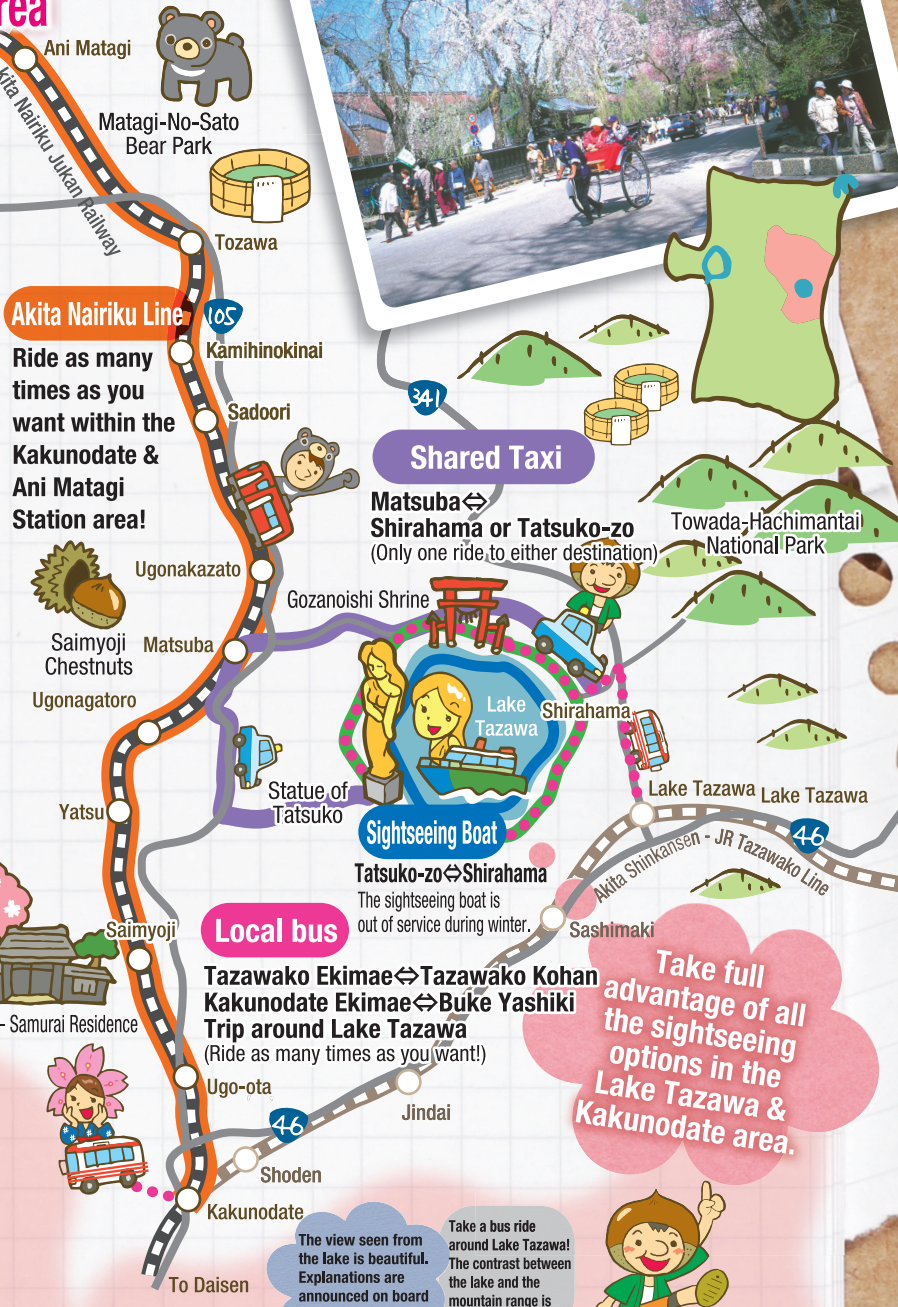 rea
Ani Matagi
kita Nairiku Jukan Railway
Matagi-No-Sato
Bear Park
Tozawa
Akita Nairiku Line
105
Ride as many
times as you
want within the
Kakunodate &
Ani Matagi
Station area!
Kamihinokinai
Sadoori
341
Shared Taxi
Matsuba⇔
Shirahama or Tatsuko-zo
(Only one ride to either destination)
Towada-Hachimantai
National Park
Ugonakazato
Gozanoishi Shrine
Saimyoji
Chestnuts
Matsuba
Ugonagatoro
Lake
Tazawa
Shirahama
Statue of
Tatsuko
Yatsu
Lake Tazawa
Lake Tazawa
46
Akita Shinkansen - JR Tazawako Line
Sightseeing Boat
Tatsuko-zo⇔Shirahama
The sightseeing boat is
out of service during winter.
Sashimaki
Saimyoji
- Samurai Residence
Local bus
Tazawako Ekimae⇔Tazawako Kohan
Kakunodate Ekimae⇔Buke Yashiki
Trip around Lake Tazawa
(Ride as many times as you want!)
Take full
advantage of all
the sightseeing
options in the
Lake Tazawa &
Kakunodate area.
Ugo-ota
46
Jindai
Shoden
Kakunodate
To Daisen
The view seen from
the lake is beautiful.
Explanations are
announced on board
Take a bus ride
around Lake Tazawa!
The contrast between
the lake and the
mountain range is